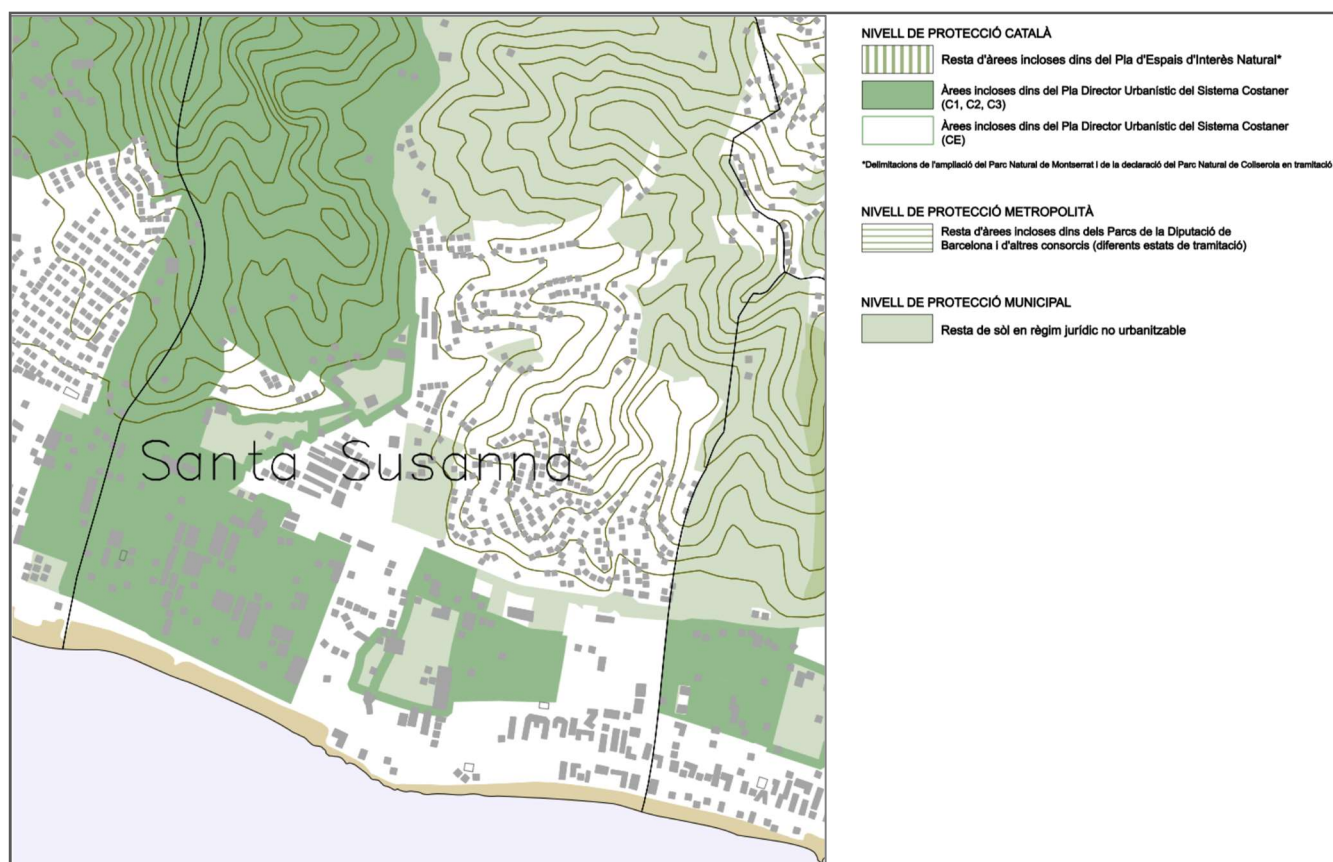 Santa Susanna
NIVELL DE PROTECCIÓ CATALÀ
Resta d'àrees incloses dins del Pla d'Espais d'Interès Natural*
Àrees incloses dins del Pla Director Urbanístic del Sistema Costaner
(C1, C2, C3)
Àrees incloses dins del Pla Director Urbanístic del Sistema Costaner
(CE)
*Delimitacions de l'ampliació del Parc Natural de Montserrat i de la declaració del Parc Natural de Collserola en tramitació
NIVELL DE PROTECCIÓ METROPOLITÀ
Resta d'àrees incloses dins dels Parcs de la Diputació de
Barcelona i d'altres consorcis (diferents estats de tramitació)
NIVELL DE PROTECCIÓ MUNICIPAL
Resta de sòl en règim jurídic no urbanitzable